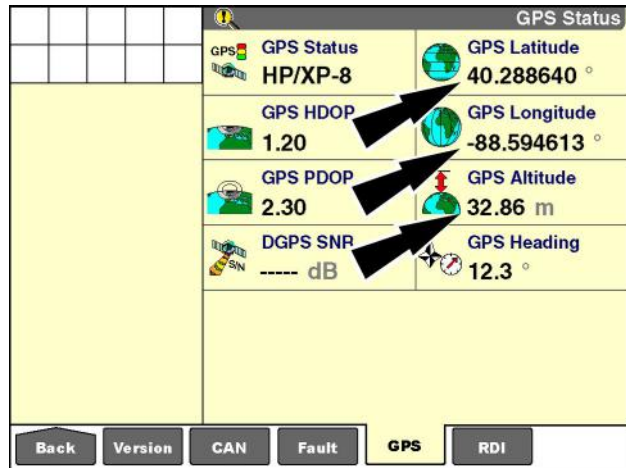 GPS Status
GPS
GPS Status
HP/XP-8
GPS Latitude
40.288640 °
GPS HDOP
1.20
GPS Longitude
-88.594613 °
GPS PDOP
2.30
GPS Altitude
32.86 m
S/N
DGPS SNR
----- dB
GPS Heading
12.3 °
Back
Version
CAN
Fault
GPS
RDI